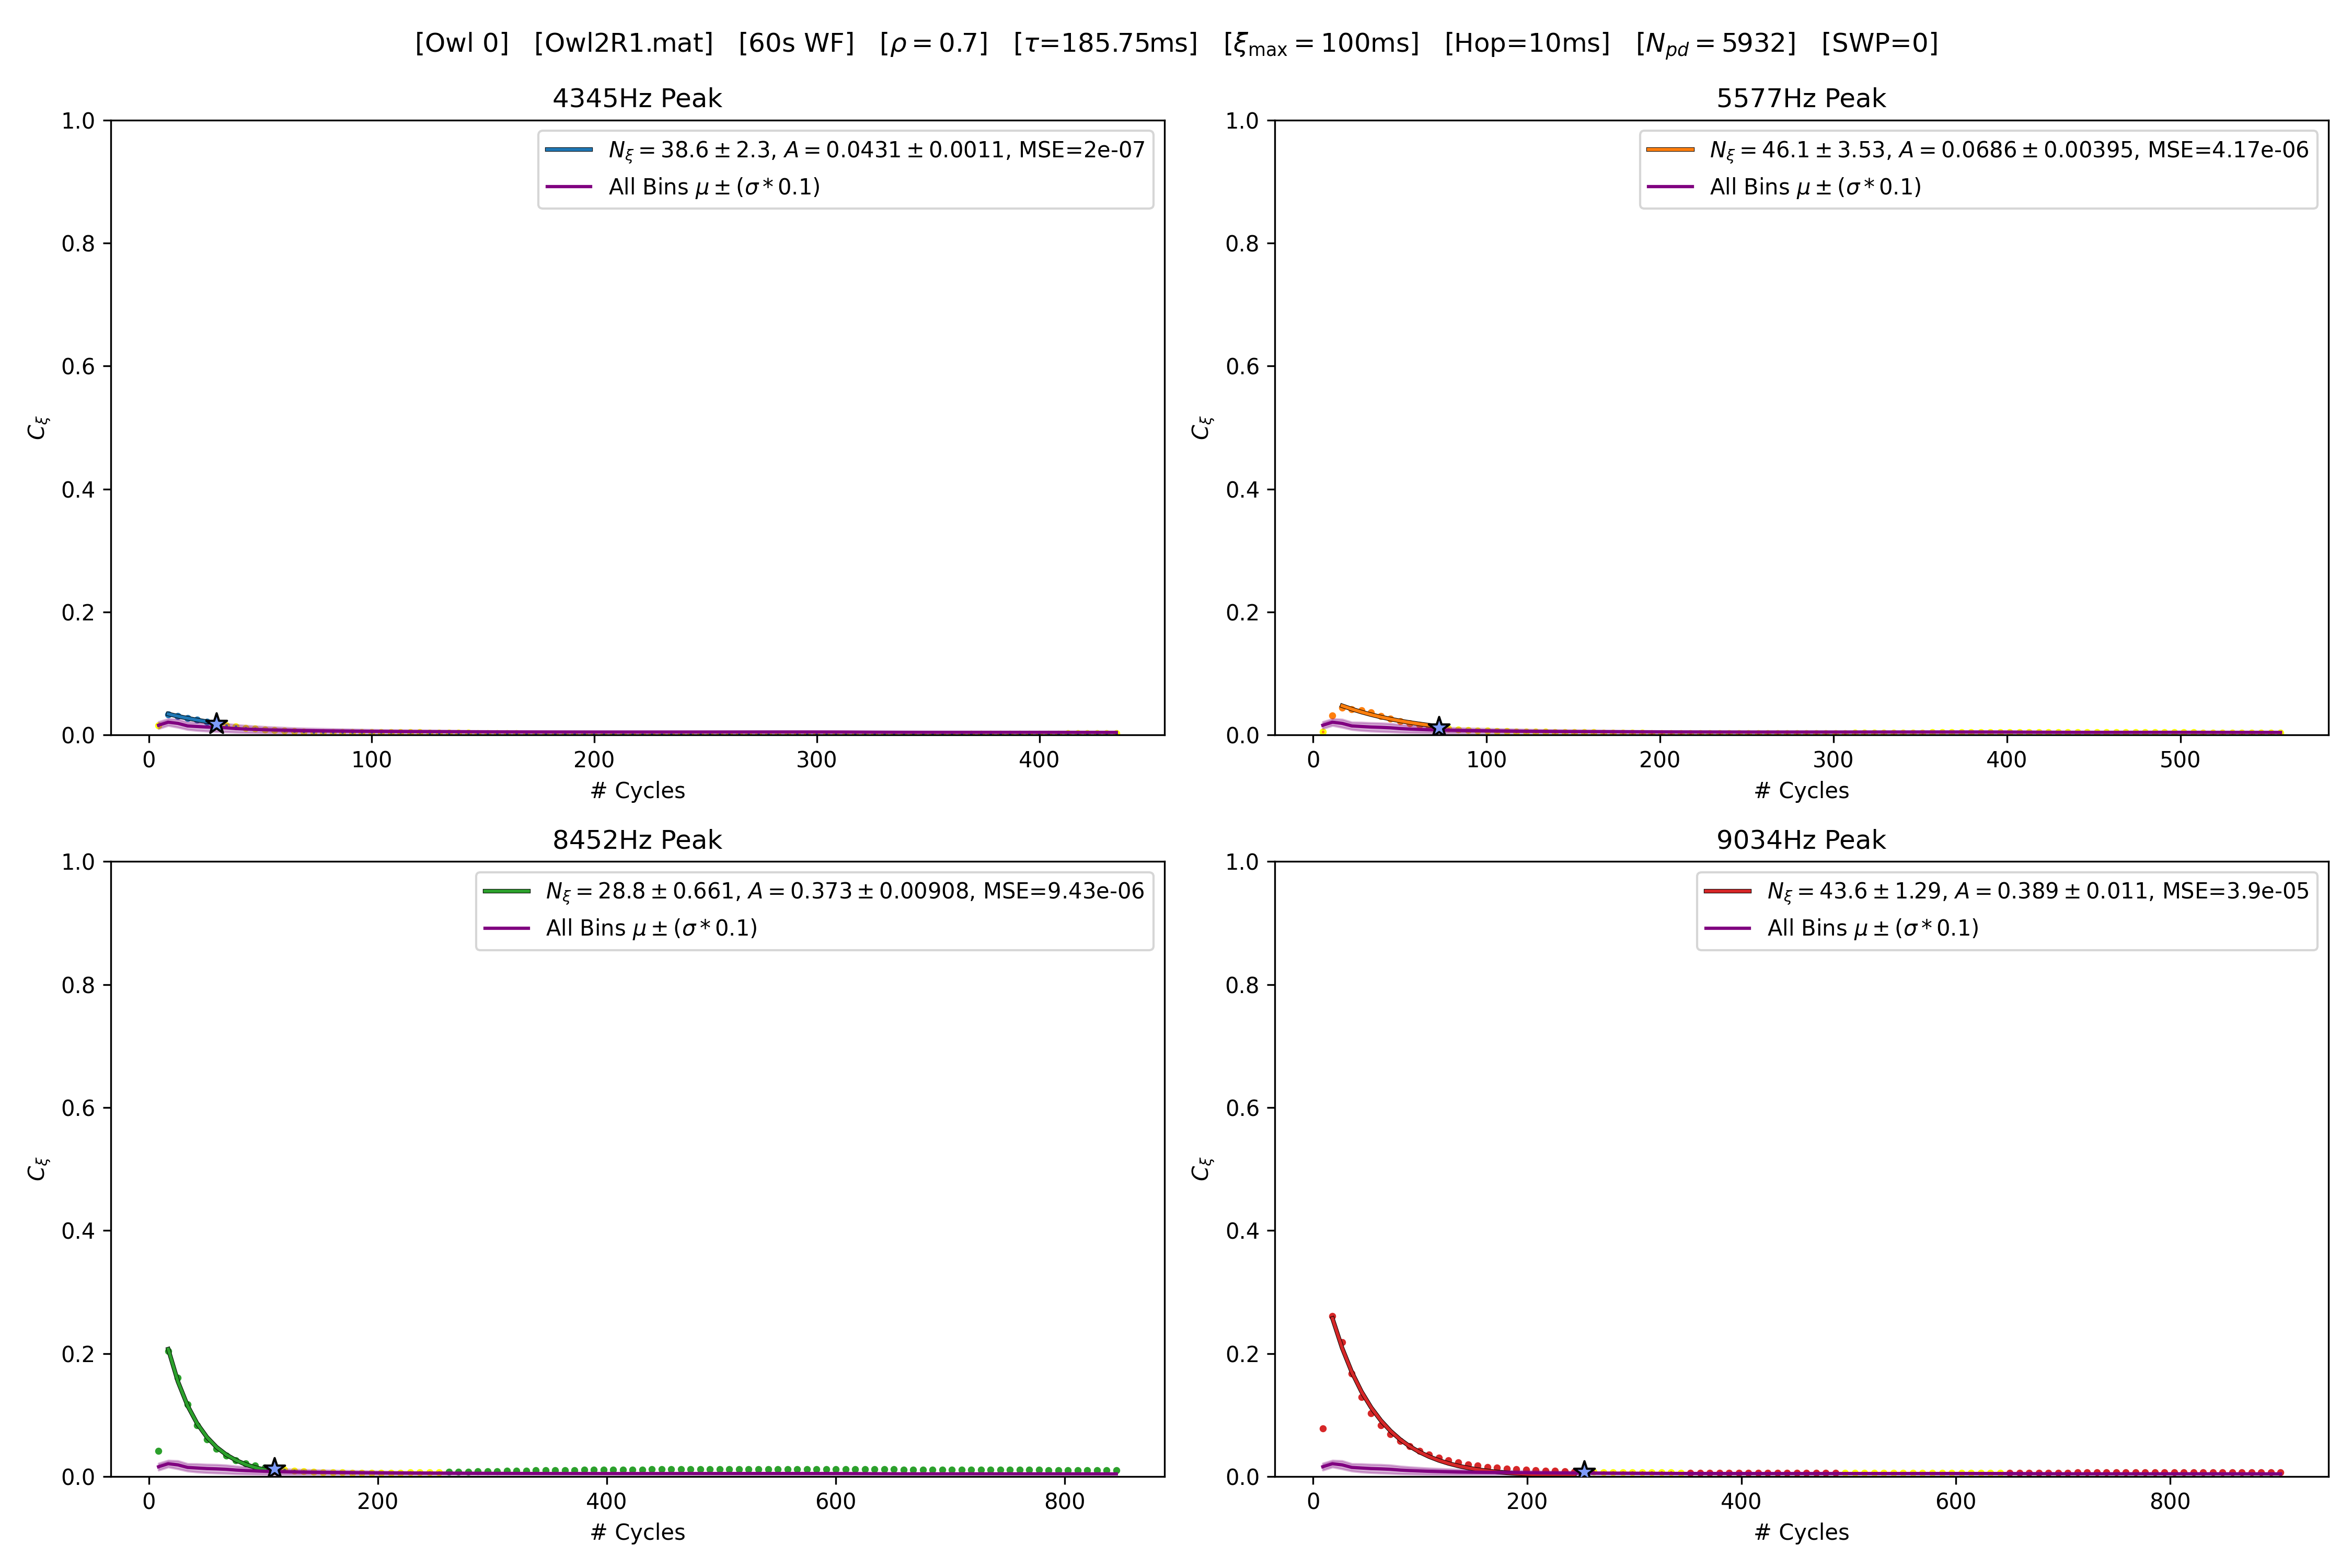 [Owl 0]   [Owl2R1.mat]   [60s WF]   [ρ = 0.7]   [τ=185.75ms]   [ξmax = 100ms]   [Hop=10ms]   [Npd = 5932]   [SWP=0]
4345Hz Peak
1.0
0.8
0.6
0.4
0.2
0.0
Cξ
0 100 200 300 400
# Cycles
Nξ = 38.6 ± 2.3, A = 0.0431 ± 0.0011, MSE=2e-07
All Bins μ ± (σ * 0.1)
5577Hz Peak
1.0
0.8
0.6
0.4
0.2
0.0
Cξ
0 100 200 300 400 500
# Cycles
Nξ = 46.1 ± 3.53, A = 0.0686 ± 0.00395, MSE=4.17e-06
All Bins μ ± (σ * 0.1)
8452Hz Peak
1.0
0.8
0.6
0.4
0.2
0.0
Cξ
0 200 400 600 800
# Cycles
Nξ = 28.8 ± 0.661, A = 0.373 ± 0.00908, MSE=9.43e-06
All Bins μ ± (σ * 0.1)
9034Hz Peak
1.0
0.8
0.6
0.4
0.2
0.0
Cξ
0 200 400 600 800
# Cycles
Nξ = 43.6 ± 1.29, A = 0.389 ± 0.011, MSE=3.9e-05
All Bins μ ± (σ * 0.1)